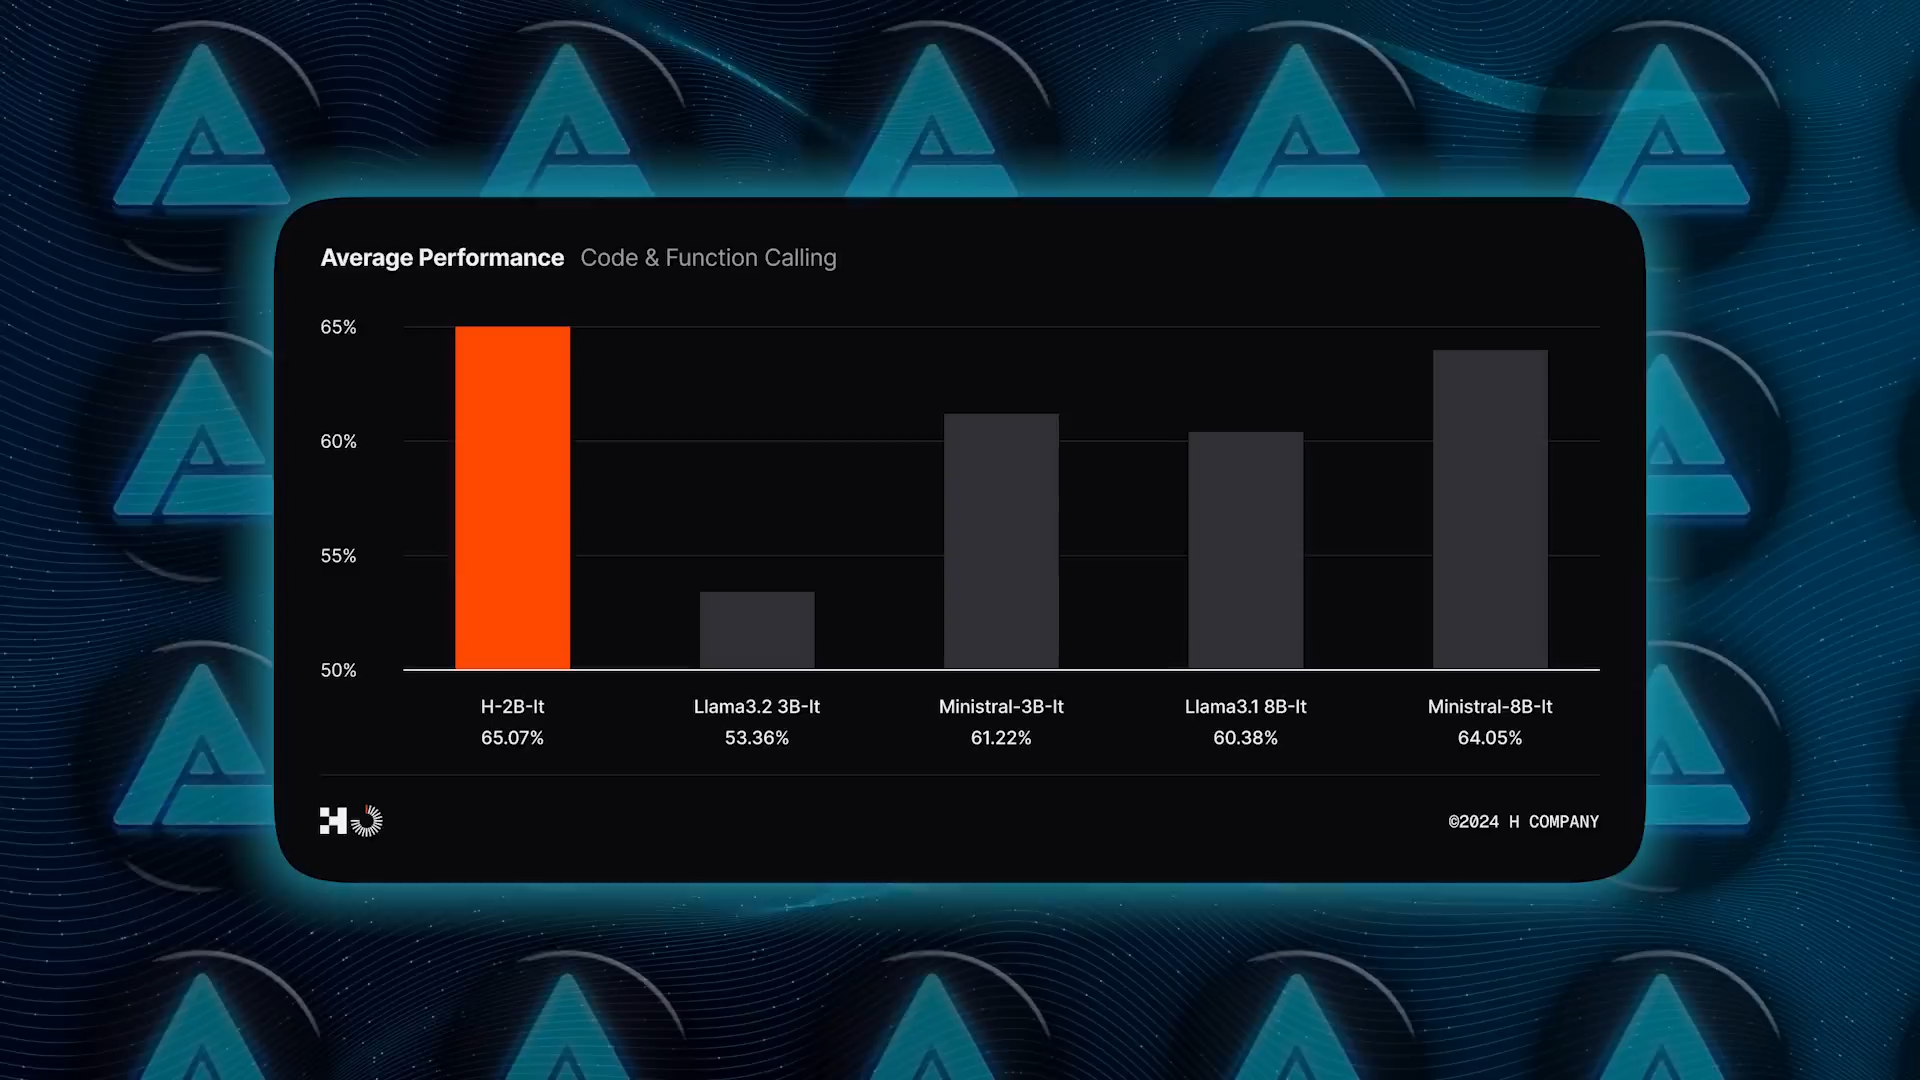 Average Performance Code & Function Calling
65%
60%
55%
50%
H-2B-It Llama3.2 3B-It Ministral-3B-It Llama3.1 8B-It Ministral-8B-It
65.07% 53.36% 61.22% 60.38% 64.05%
H
©2024 H COMPANY